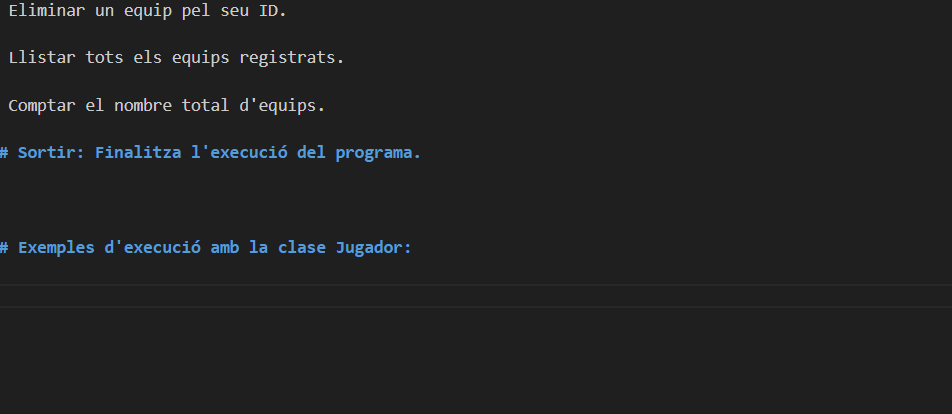 Eliminar un equip pel seu ID.
Llistar tots els equips registrats.
Comptar el nombre total d'equips.
# Sortir: Finalitza l'execució del programa.
# Exemples d'execució amb la clase Jugador: